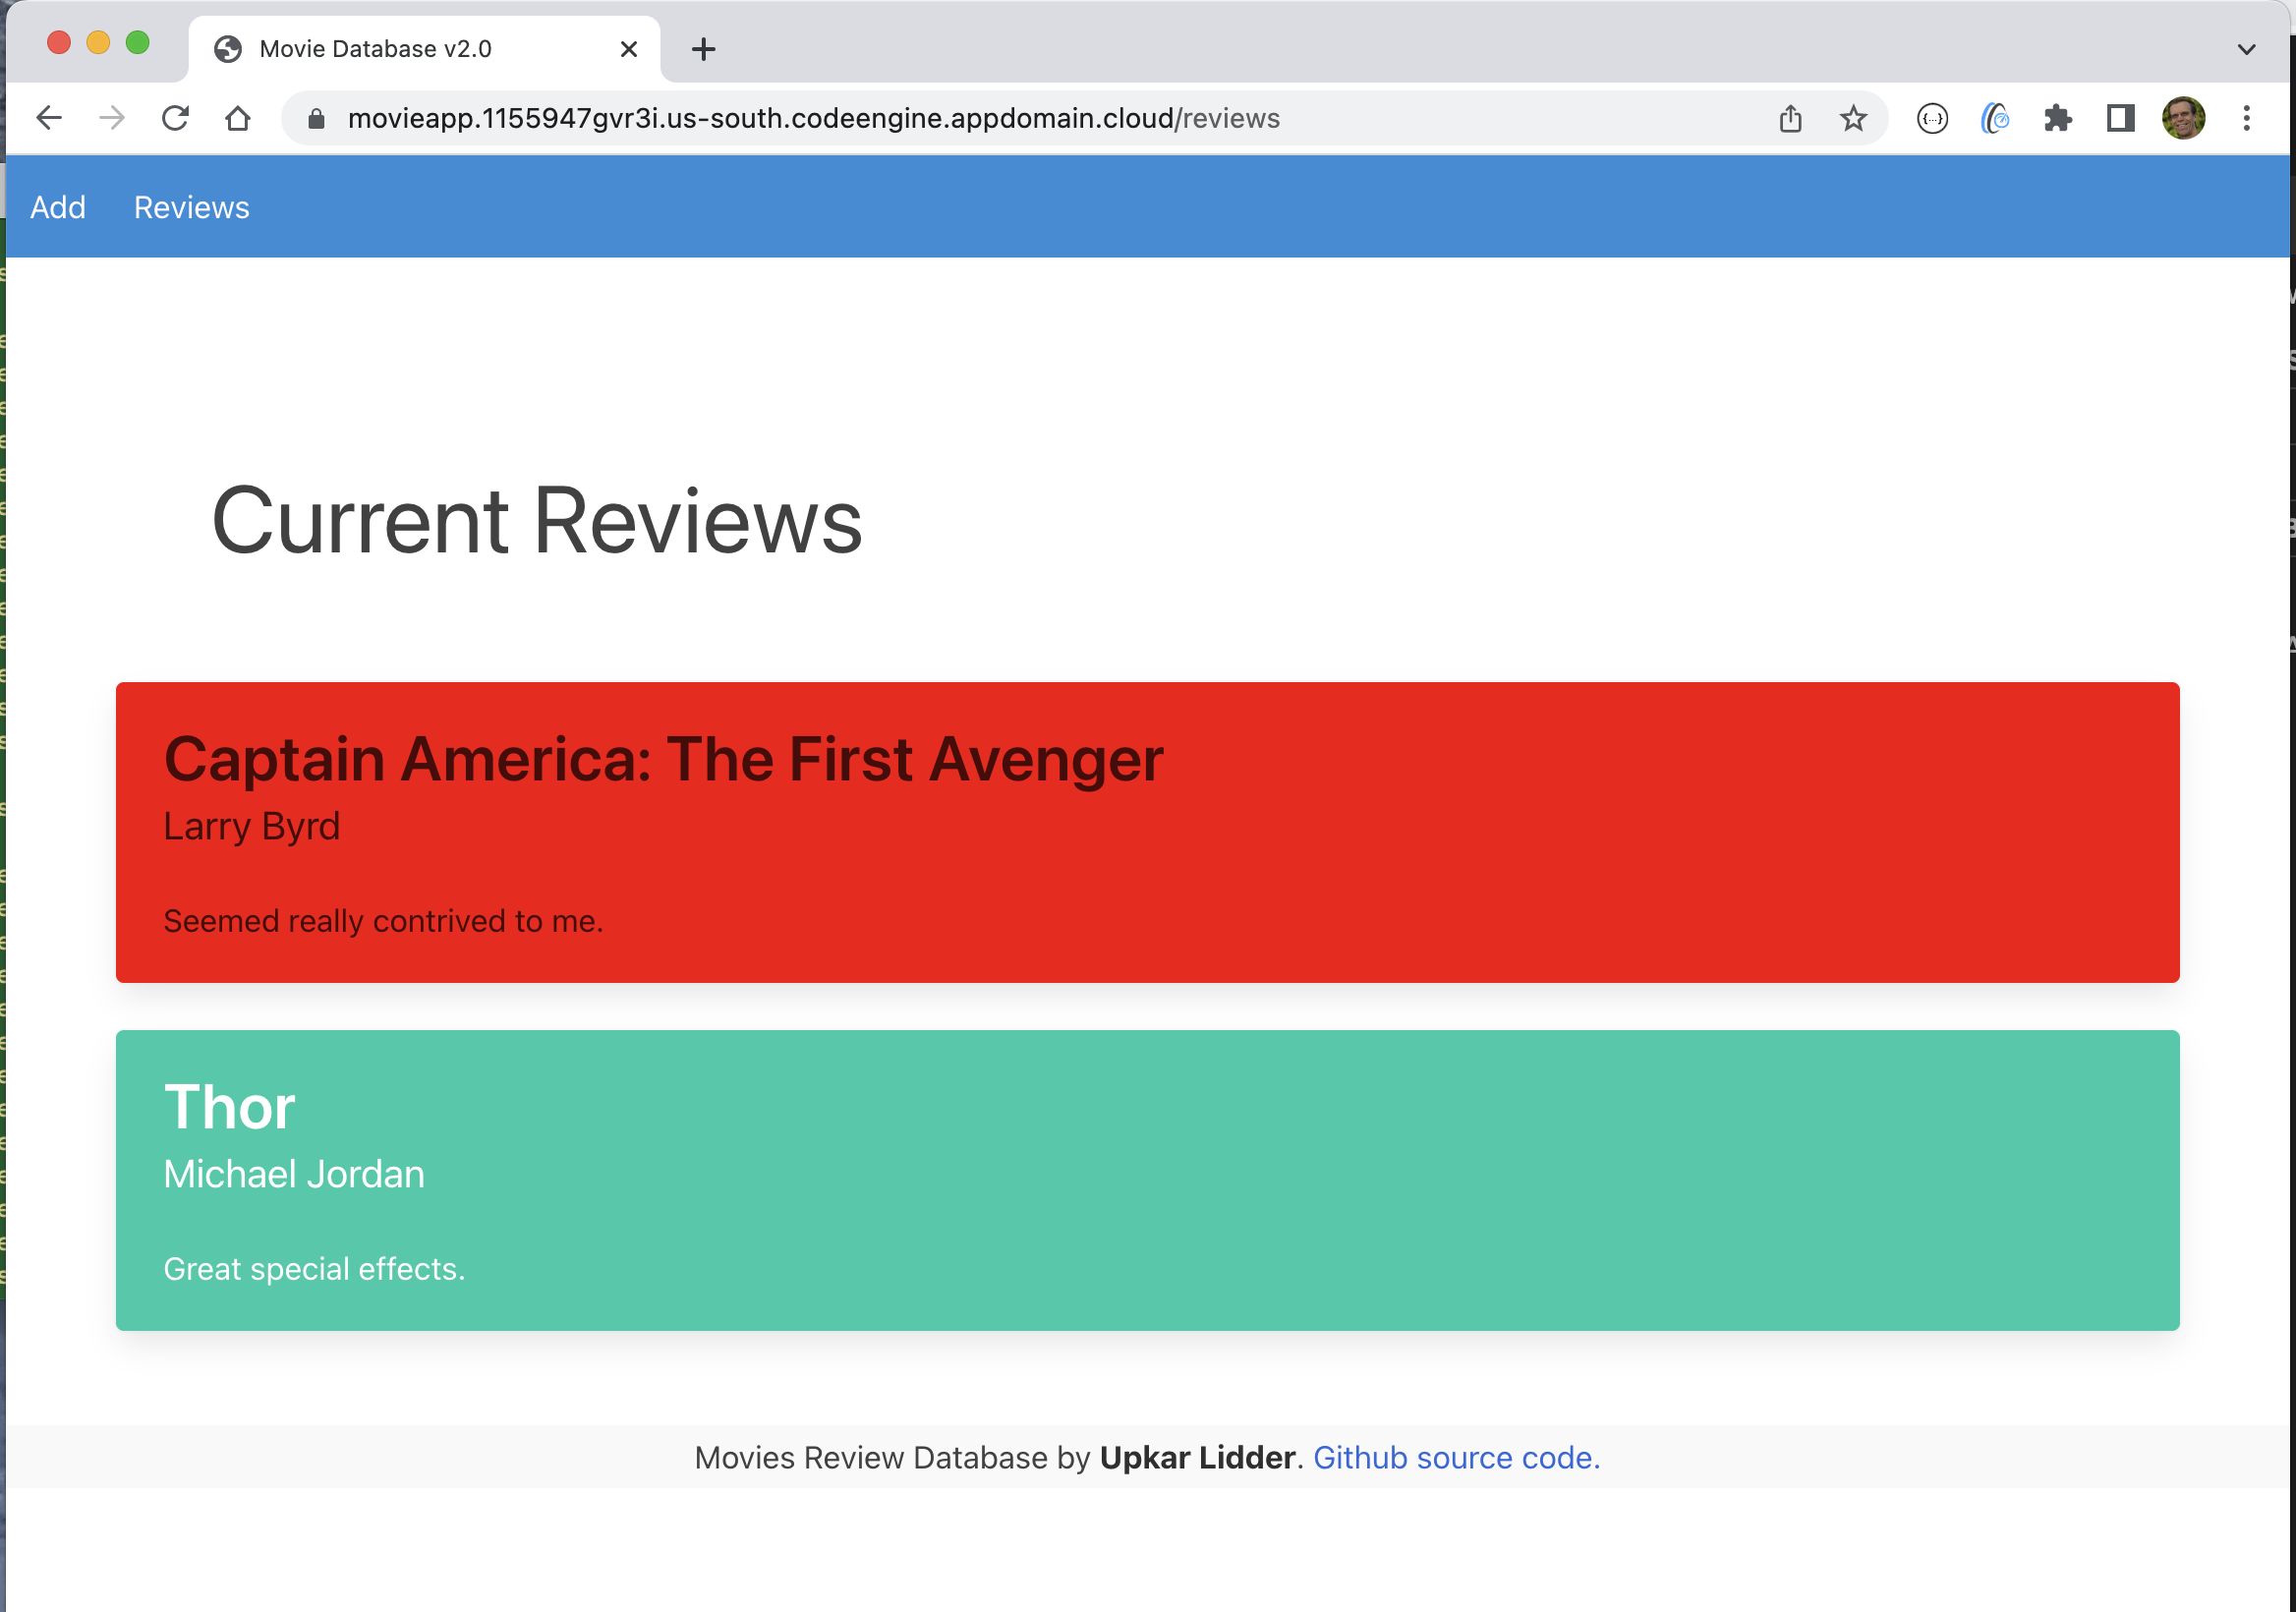 Movie Database v2.0
movieapp.1155947gvr3i.us-south.codeengine.appdomain.cloud/reviews
{...}
Add Reviews
Current Reviews
Captain America: The First Avenger
Larry Byrd
Seemed really contrived to me.
Thor
Michael Jordan
Great special effects.
Movies Review Database by Upkar Lidder. Github source code.